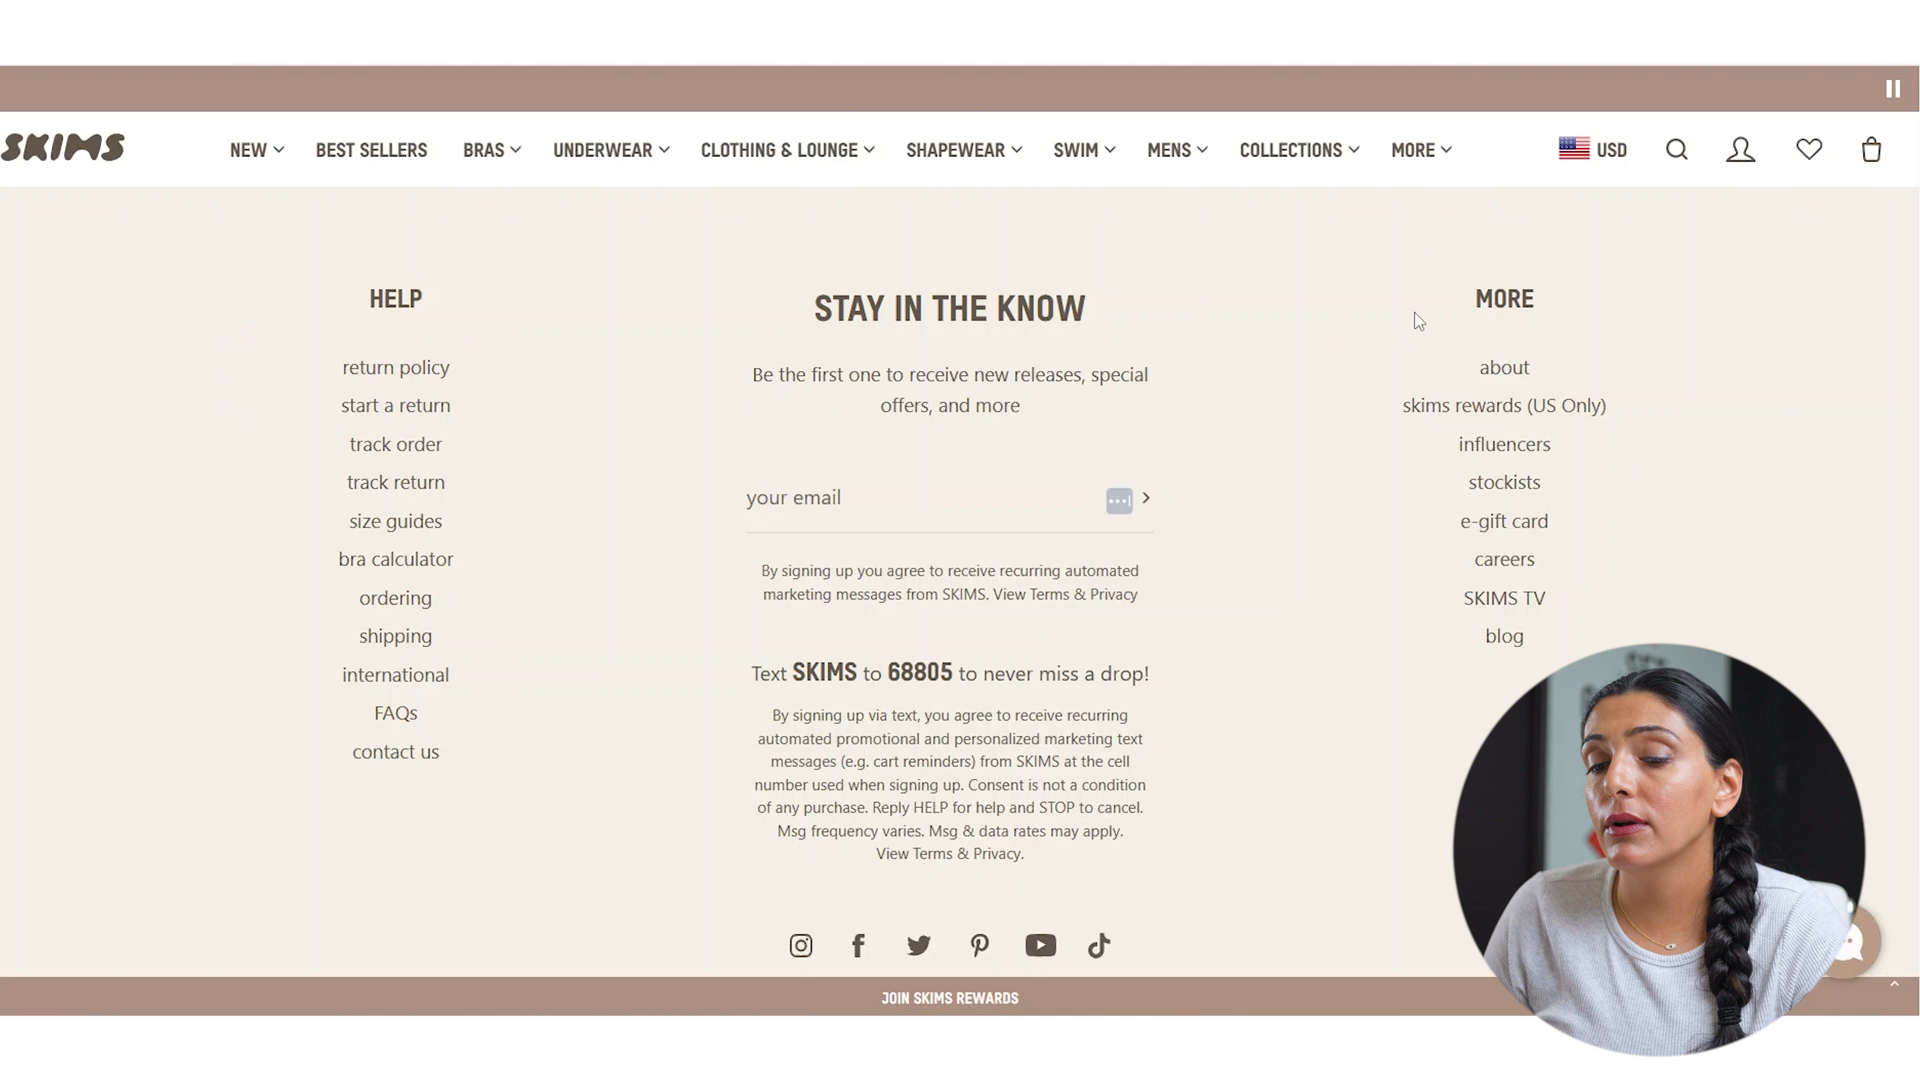 SKIMS
NEW
BEST SELLERS
BRAS
UNDERWEAR
CLOTHING & LOUNGE
SHAPEWEAR
SWIM
MENS
COLLECTIONS
MORE
USD
HELP
return policy
start a return
track order
track return
size guides
bra calculator
ordering
shipping
international
FAQs
contact us
STAY IN THE KNOW
Be the first one to receive new releases, special
offers, and more
your email
By signing up you agree to receive recurring automated
marketing messages from SKIMS. View Terms & Privacy
Text SKIMS to 68805 to never miss a drop!
By signing up via text, you agree to receive recurring
automated promotional and personalized marketing text
messages (e.g. cart reminders) from SKIMS at the cell
number used when signing up. Consent is not a condition
of any purchase. Reply HELP for help and STOP to cancel.
Msg frequency varies. Msg & data rates may apply.
View Terms & Privacy.
MORE
about
skims rewards (US Only)
influencers
stockists
e-gift card
careers
SKIMS TV
blog
JOIN SKIMS REWARDS